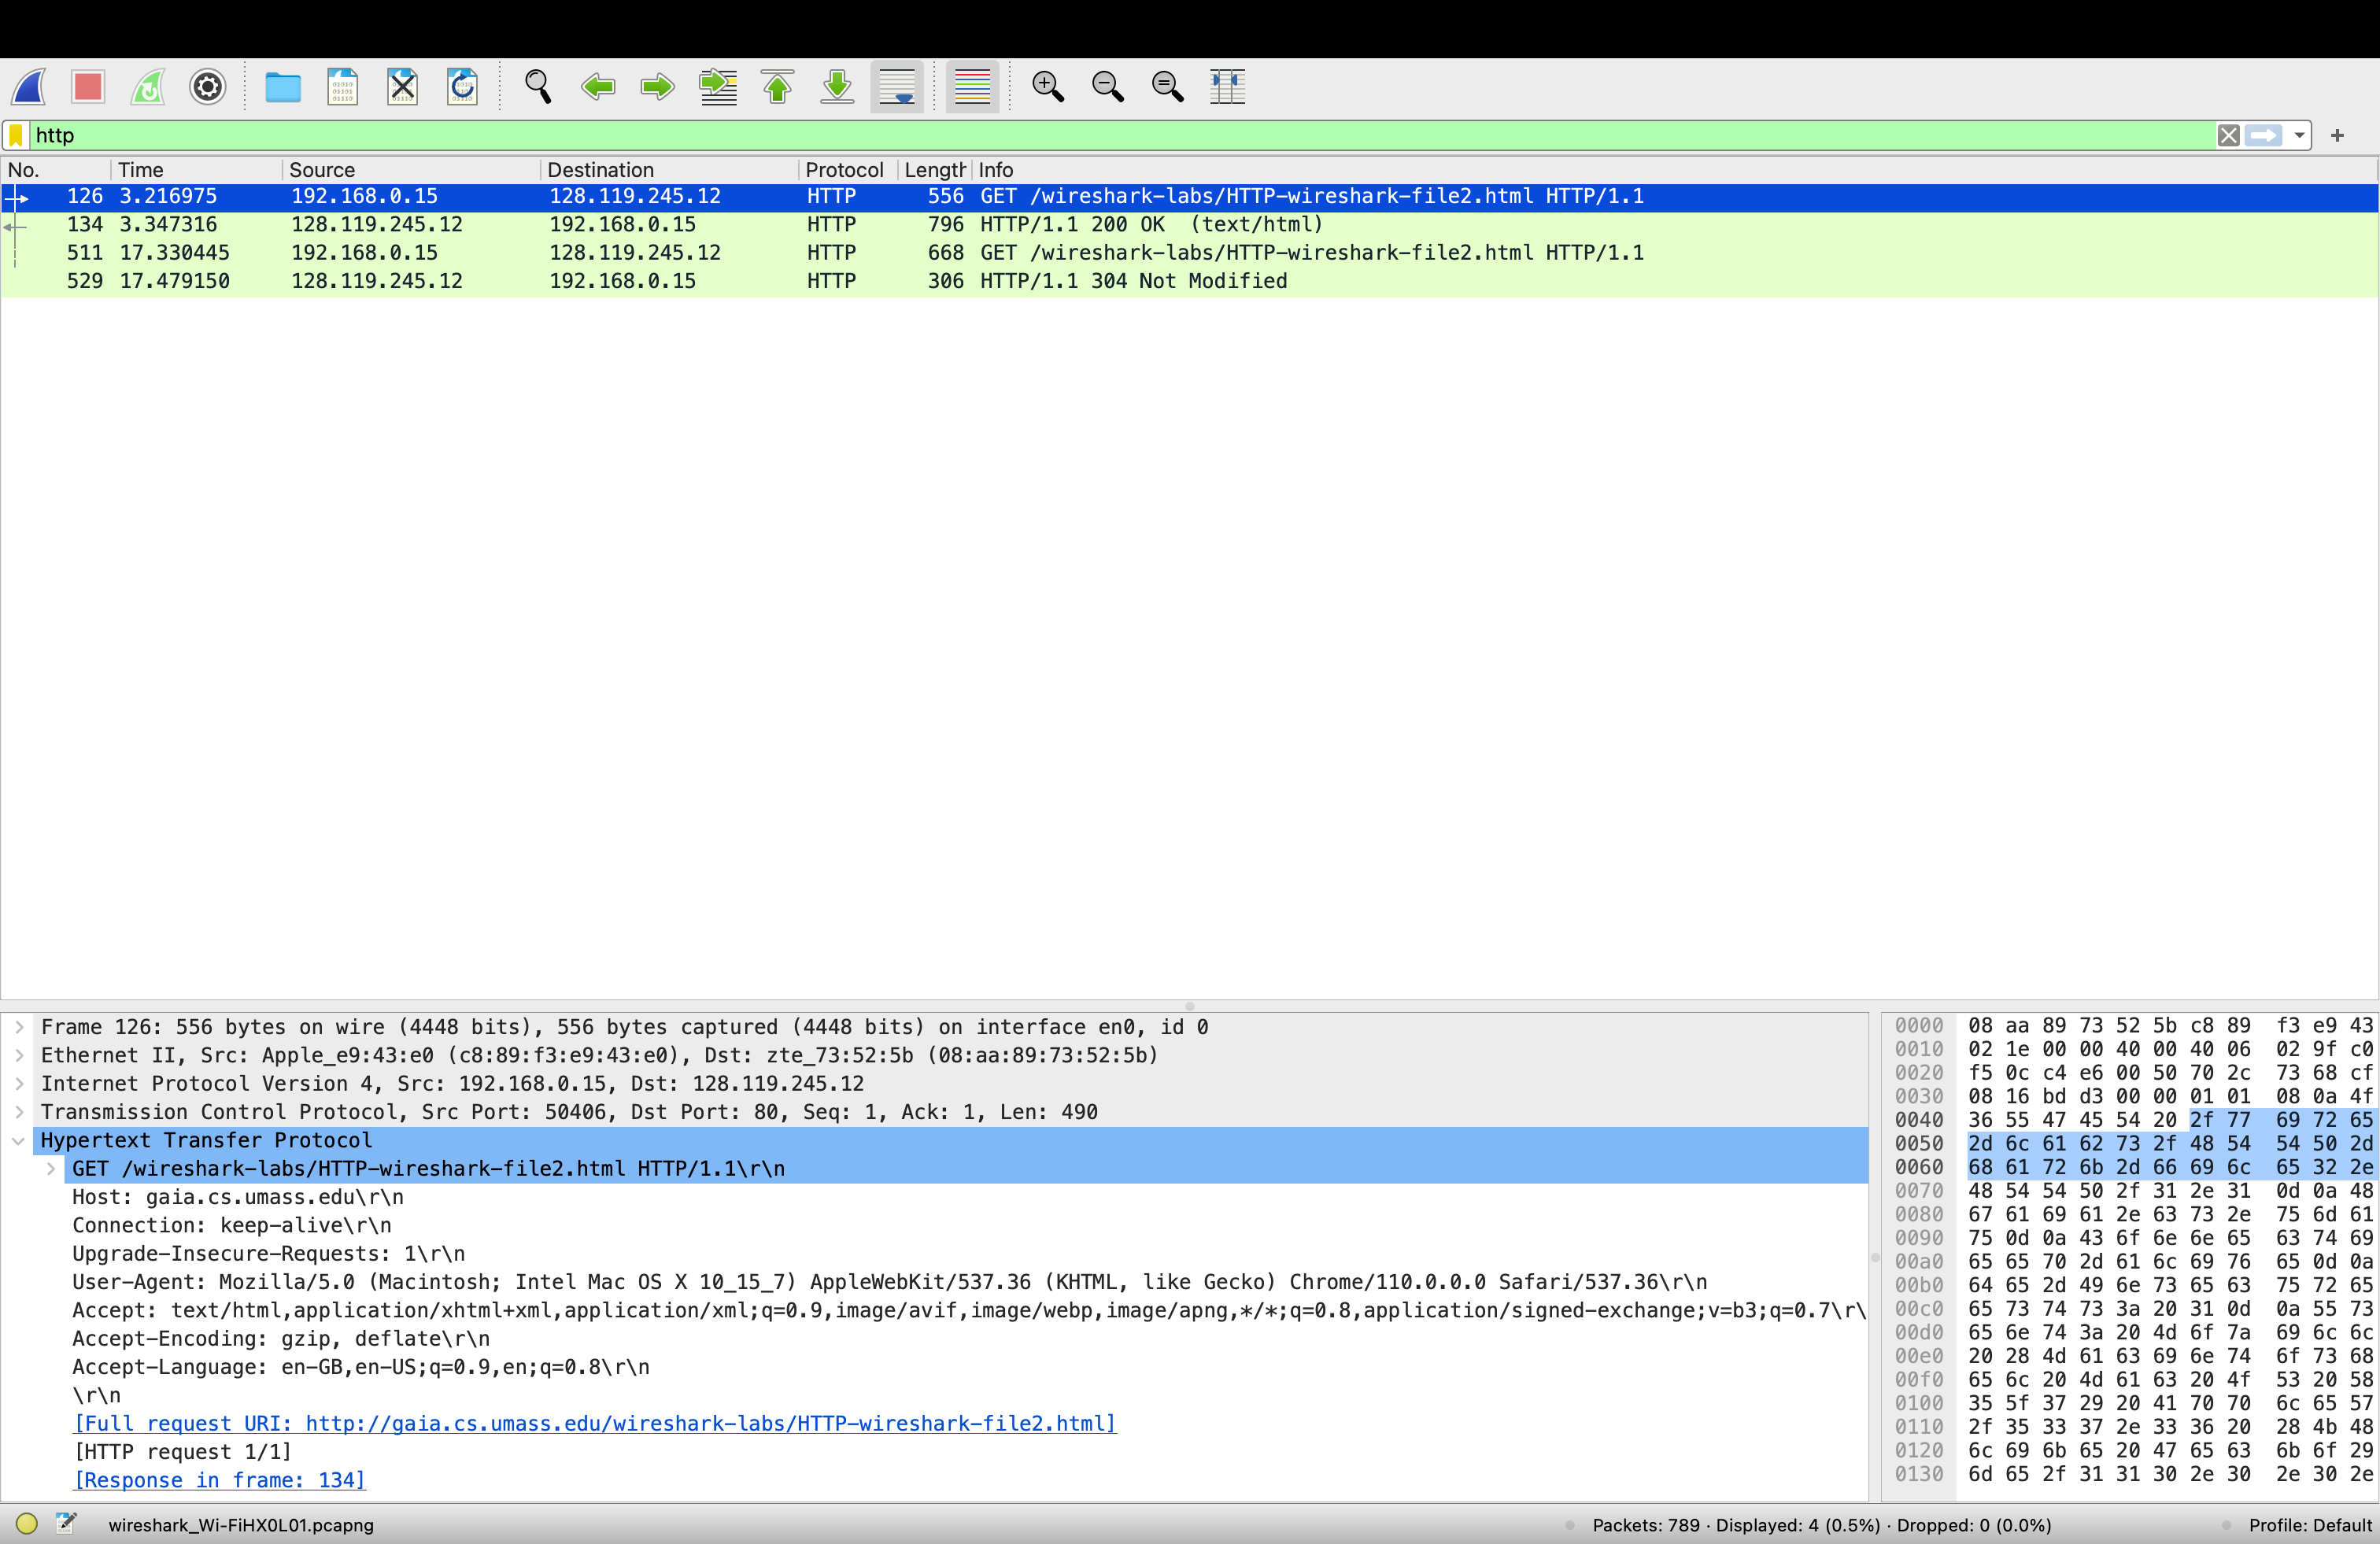 http
No. Time Source Destination Protocol Length Info
126 3.216975 192.168.0.15 128.119.245.12 HTTP 556 GET /wireshark-labs/HTTP-wireshark-file2.html HTTP/1.1
134 3.347316 128.119.245.12 192.168.0.15 HTTP 796 HTTP/1.1 200 OK (text/html)
511 17.330445 192.168.0.15 128.119.245.12 HTTP 668 GET /wireshark-labs/HTTP-wireshark-file2.html HTTP/1.1
529 17.479150 128.119.245.12 192.168.0.15 HTTP 306 HTTP/1.1 304 Not Modified
Frame 126: 556 bytes on wire (4448 bits), 556 bytes captured (4448 bits) on interface en0, id 0
Ethernet II, Src: Apple_e9:43:e0 (c8:89:f3:e9:43:e0), Dst: zte_73:52:5b (08:aa:89:73:52:5b)
Internet Protocol Version 4, Src: 192.168.0.15, Dst: 128.119.245.12
Transmission Control Protocol, Src Port: 50406, Dst Port: 80, Seq: 1, Ack: 1, Len: 490
Hypertext Transfer Protocol
GET /wireshark-labs/HTTP-wireshark-file2.html HTTP/1.1\r\n
Host: gaia.cs.umass.edu\r\n
Connection: keep-alive\r\n
Upgrade-Insecure-Requests: 1\r\n
User-Agent: Mozilla/5.0 (Macintosh; Intel Mac OS X 10_15_7) AppleWebKit/537.36 (KHTML, like Gecko) Chrome/110.0.0.0 Safari/537.36\r\n
Accept: text/html,application/xhtml+xml,application/xml;q=0.9,image/avif,image/webp,image/apng,*/*;q=0.8,application/signed-exchange;v=b3;q=0.7\r\
Accept-Encoding: gzip, deflate\r\n
Accept-Language: en-GB,en-US;q=0.9,en;q=0.8\r\n
\r\n
[Full request URI: http://gaia.cs.umass.edu/wireshark-labs/HTTP-wireshark-file2.html]
[HTTP request 1/1]
[Response in frame: 134]
0000 08 aa 89 73 52 5b c8 89 f3 e9 43
0010 02 1e 00 00 40 00 40 06 02 9f c0
0020 f5 0c c4 e6 00 50 70 2c 73 68 cf
0030 08 16 bd d3 00 00 01 01 08 0a 4f
0040 36 55 47 45 54 20 2f 77 69 72 65
0050 2d 6c 61 62 73 2f 48 54 54 50 2d
0060 68 61 72 6b 2d 66 69 6c 65 32 2e
0070 48 54 54 50 2f 31 2e 31 0d 0a 48
0080 67 61 69 61 2e 63 73 2e 75 6d 61
0090 75 0d 0a 43 6f 6e 6e 65 63 74 69
00a0 65 65 70 2d 61 6c 69 76 65 0d 0a
00b0 64 65 2d 49 6e 73 65 63 75 72 65
00c0 65 73 74 73 3a 20 31 0d 0a 55 73
00d0 65 6e 74 3a 20 4d 6f 7a 69 6c 6c
00e0 20 28 4d 61 63 69 6e 74 6f 73 68
00f0 65 6c 20 4d 61 63 20 4f 53 20 58
0100 35 5f 37 29 20 41 70 70 6c 65 57
0110 2f 35 33 37 2e 33 36 20 28 4b 48
0120 6c 69 6b 65 20 47 65 63 6b 6f 29
0130 6d 65 2f 31 31 30 2e 30 2e 30 2e
wireshark_Wi-FiHX0L01.pcapng
Packets: 789 · Displayed: 4 (0.5%) · Dropped: 0 (0.0%)
Profile: Default